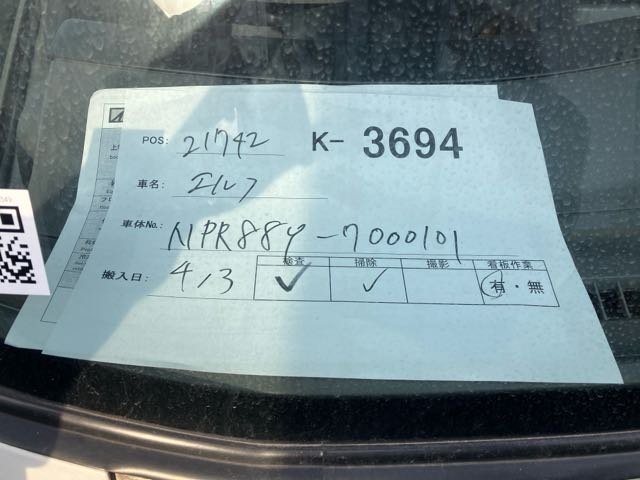 POS: 21742 K- 3694
車名: エルフ
車体No.: NPR88Y-7000101
搬入日: 4/3
検査 掃除 撮影 看板作業
✓ ✓ 有・無